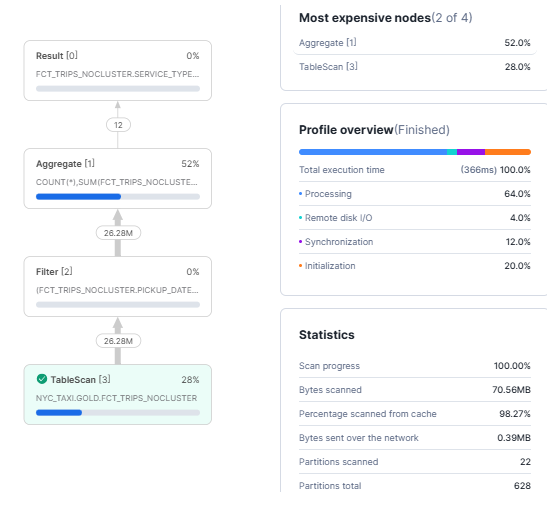 Result [0] 0%
FCT_TRIPS_NOCLUSTER.SERVICE_TYPE...
12
Aggregate [1] 52%
COUNT(*),SUM(FCT_TRIPS_NOCLUSTE...
26.28M
Filter [2] 0%
(FCT_TRIPS_NOCLUSTER.PICKUP_DATE...
26.28M
TableScan [3] 28%
NYC_TAXI.GOLD.FCT_TRIPS_NOCLUSTER
Most expensive nodes(2 of 4)
Aggregate [1] 52.0%
TableScan [3] 28.0%
Profile overview(Finished)
Total execution time (366ms) 100.0%
Processing 64.0%
Remote disk I/O 4.0%
Synchronization 12.0%
Initialization 20.0%
Statistics
Scan progress 100.00%
Bytes scanned 70.56MB
Percentage scanned from cache 98.27%
Bytes sent over the network 0.39MB
Partitions scanned 22
Partitions total 628